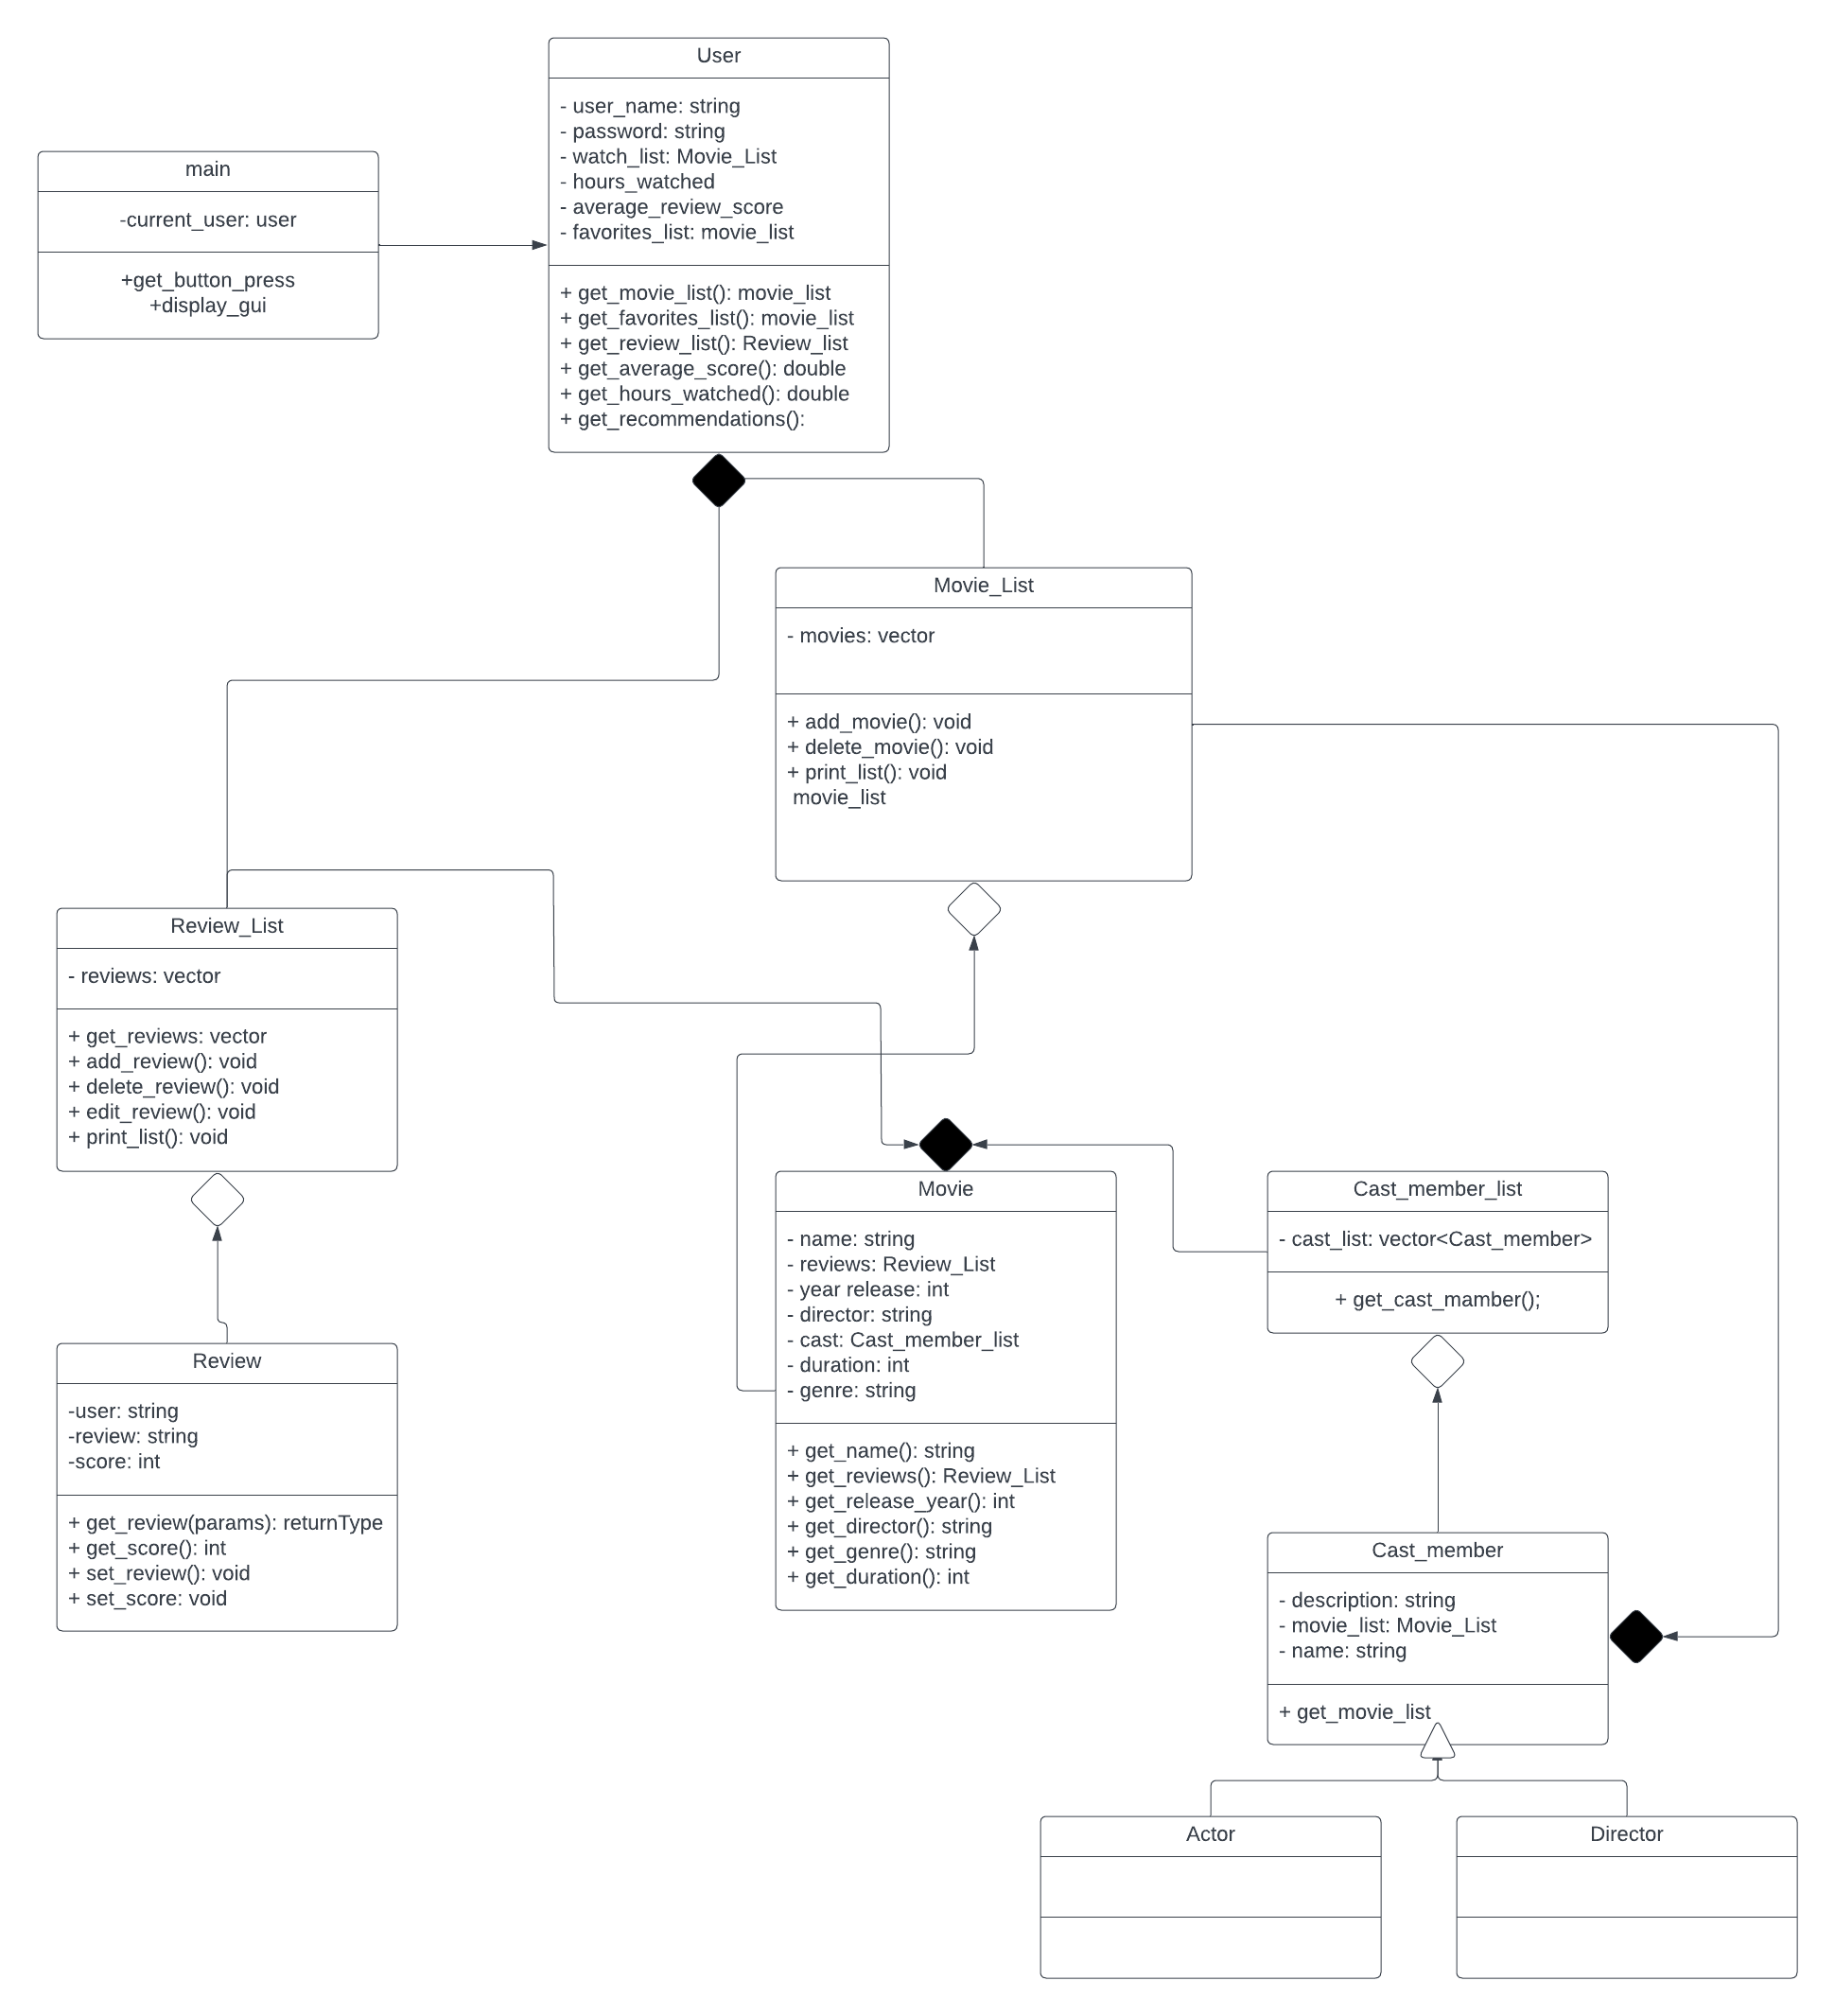 User
- user_name: string
- password: string
- watch_list: Movie_List
- hours_watched
- average_review_score
- favorites_list: movie_list
+ get_movie_list(): movie_list
+ get_favorites_list(): movie_list
+ get_review_list(): Review_list
+ get_average_score(): double
+ get_hours_watched(): double
+ get_recommendations():
main
-current_user: user
+get_button_press
+display_gui
Movie_List
- movies: vector
+ add_movie(): void
+ delete_movie(): void
+ print_list(): void
movie_list
Review_List
- reviews: vector
+ get_reviews: vector
+ add_review(): void
+ delete_review(): void
+ edit_review(): void
+ print_list(): void
Movie
- name: string
- reviews: Review_List
- year release: int
- director: string
- cast: Cast_member_list
- duration: int
- genre: string
+ get_name(): string
+ get_reviews(): Review_List
+ get_release_year(): int
+ get_director(): string
+ get_genre(): string
+ get_duration(): int
Cast_member_list
- cast_list: vector<Cast_member>
+ get_cast_mamber();
Review
-user: string
-review: string
-score: int
+ get_review(params): returnType
+ get_score(): int
+ set_review(): void
+ set_score: void
Cast_member
- description: string
- movie_list: Movie_List
- name: string
+ get_movie_list
Actor
Director